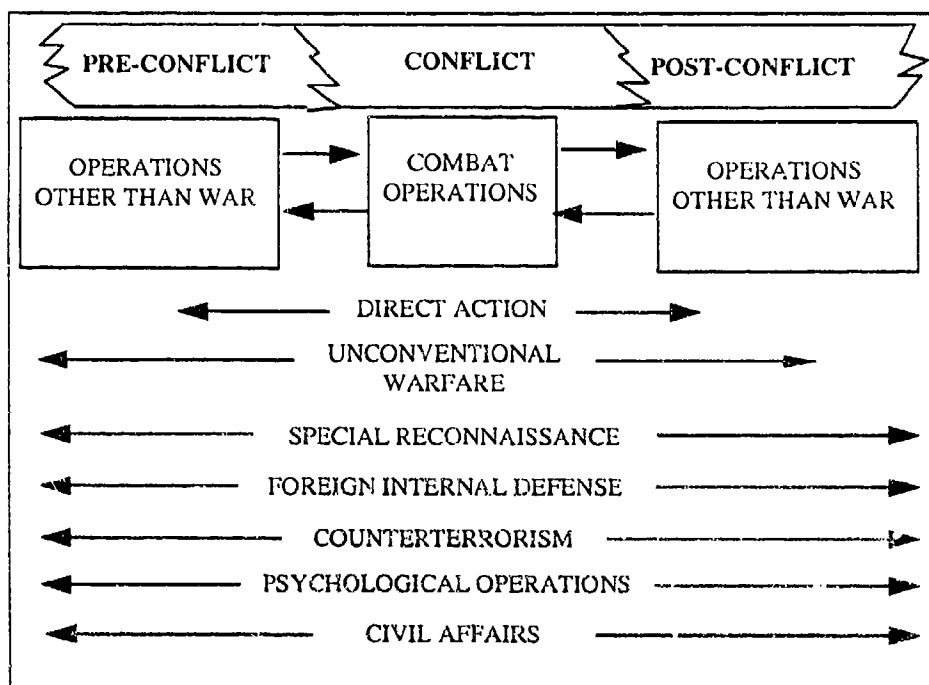 PRE-CONFLICT CONFLICT POST-CONFLICT
OPERATIONS
OTHER THAN WAR
COMBAT
OPERATIONS
OPERATIONS
OTHER THAN WAR
DIRECT ACTION
UNCONVENTIONAL
WARFARE
SPECIAL RECONNAISSANCE
FOREIGN INTERNAL DEFENSE
COUNTERTERRORISM
PSYCHOLOGICAL OPERATIONS
CIVIL AFFAIRS